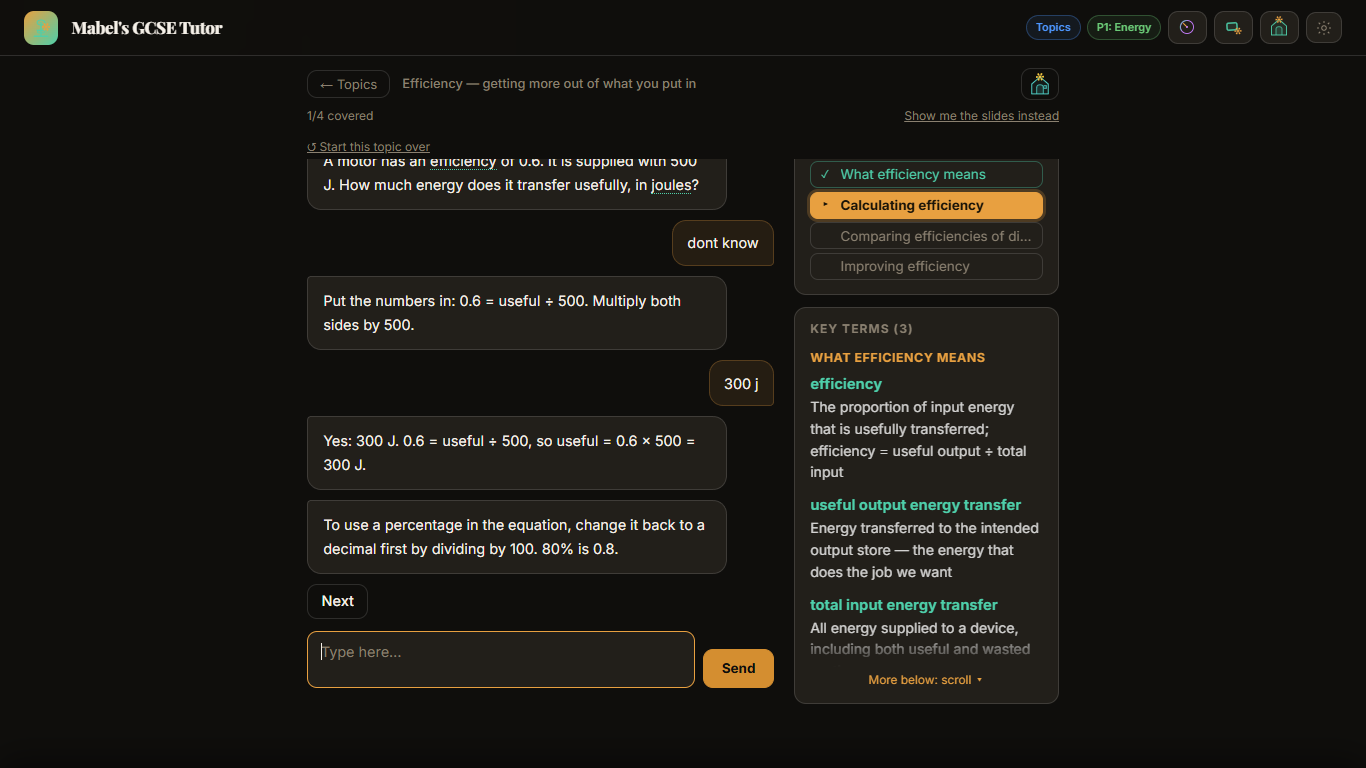 Mabel's GCSE Tutor
Topics
P1: Energy
← Topics
Efficiency — getting more out of what you put in
1/4 covered
Show me the slides instead
↺ Start this topic over
A motor has an efficiency of 0.6. It is supplied with 500
J. How much energy does it transfer usefully, in joules?
dont know
Put the numbers in: 0.6 = useful ÷ 500. Multiply both
sides by 500.
300 j
Yes: 300 J. 0.6 = useful ÷ 500, so useful = 0.6 × 500 =
300 J.
To use a percentage in the equation, change it back to a
decimal first by dividing by 100. 80% is 0.8.
Next
Type here...
Send
✓ What efficiency means
▸ Calculating efficiency
Comparing efficiencies of di...
Improving efficiency
KEY TERMS (3)
WHAT EFFICIENCY MEANS
efficiency
The proportion of input energy
that is usefully transferred;
efficiency = useful output ÷ total
input
useful output energy transfer
Energy transferred to the intended
output store — the energy that
does the job we want
total input energy transfer
All energy supplied to a device,
including both useful and wasted
More below: scroll ▾